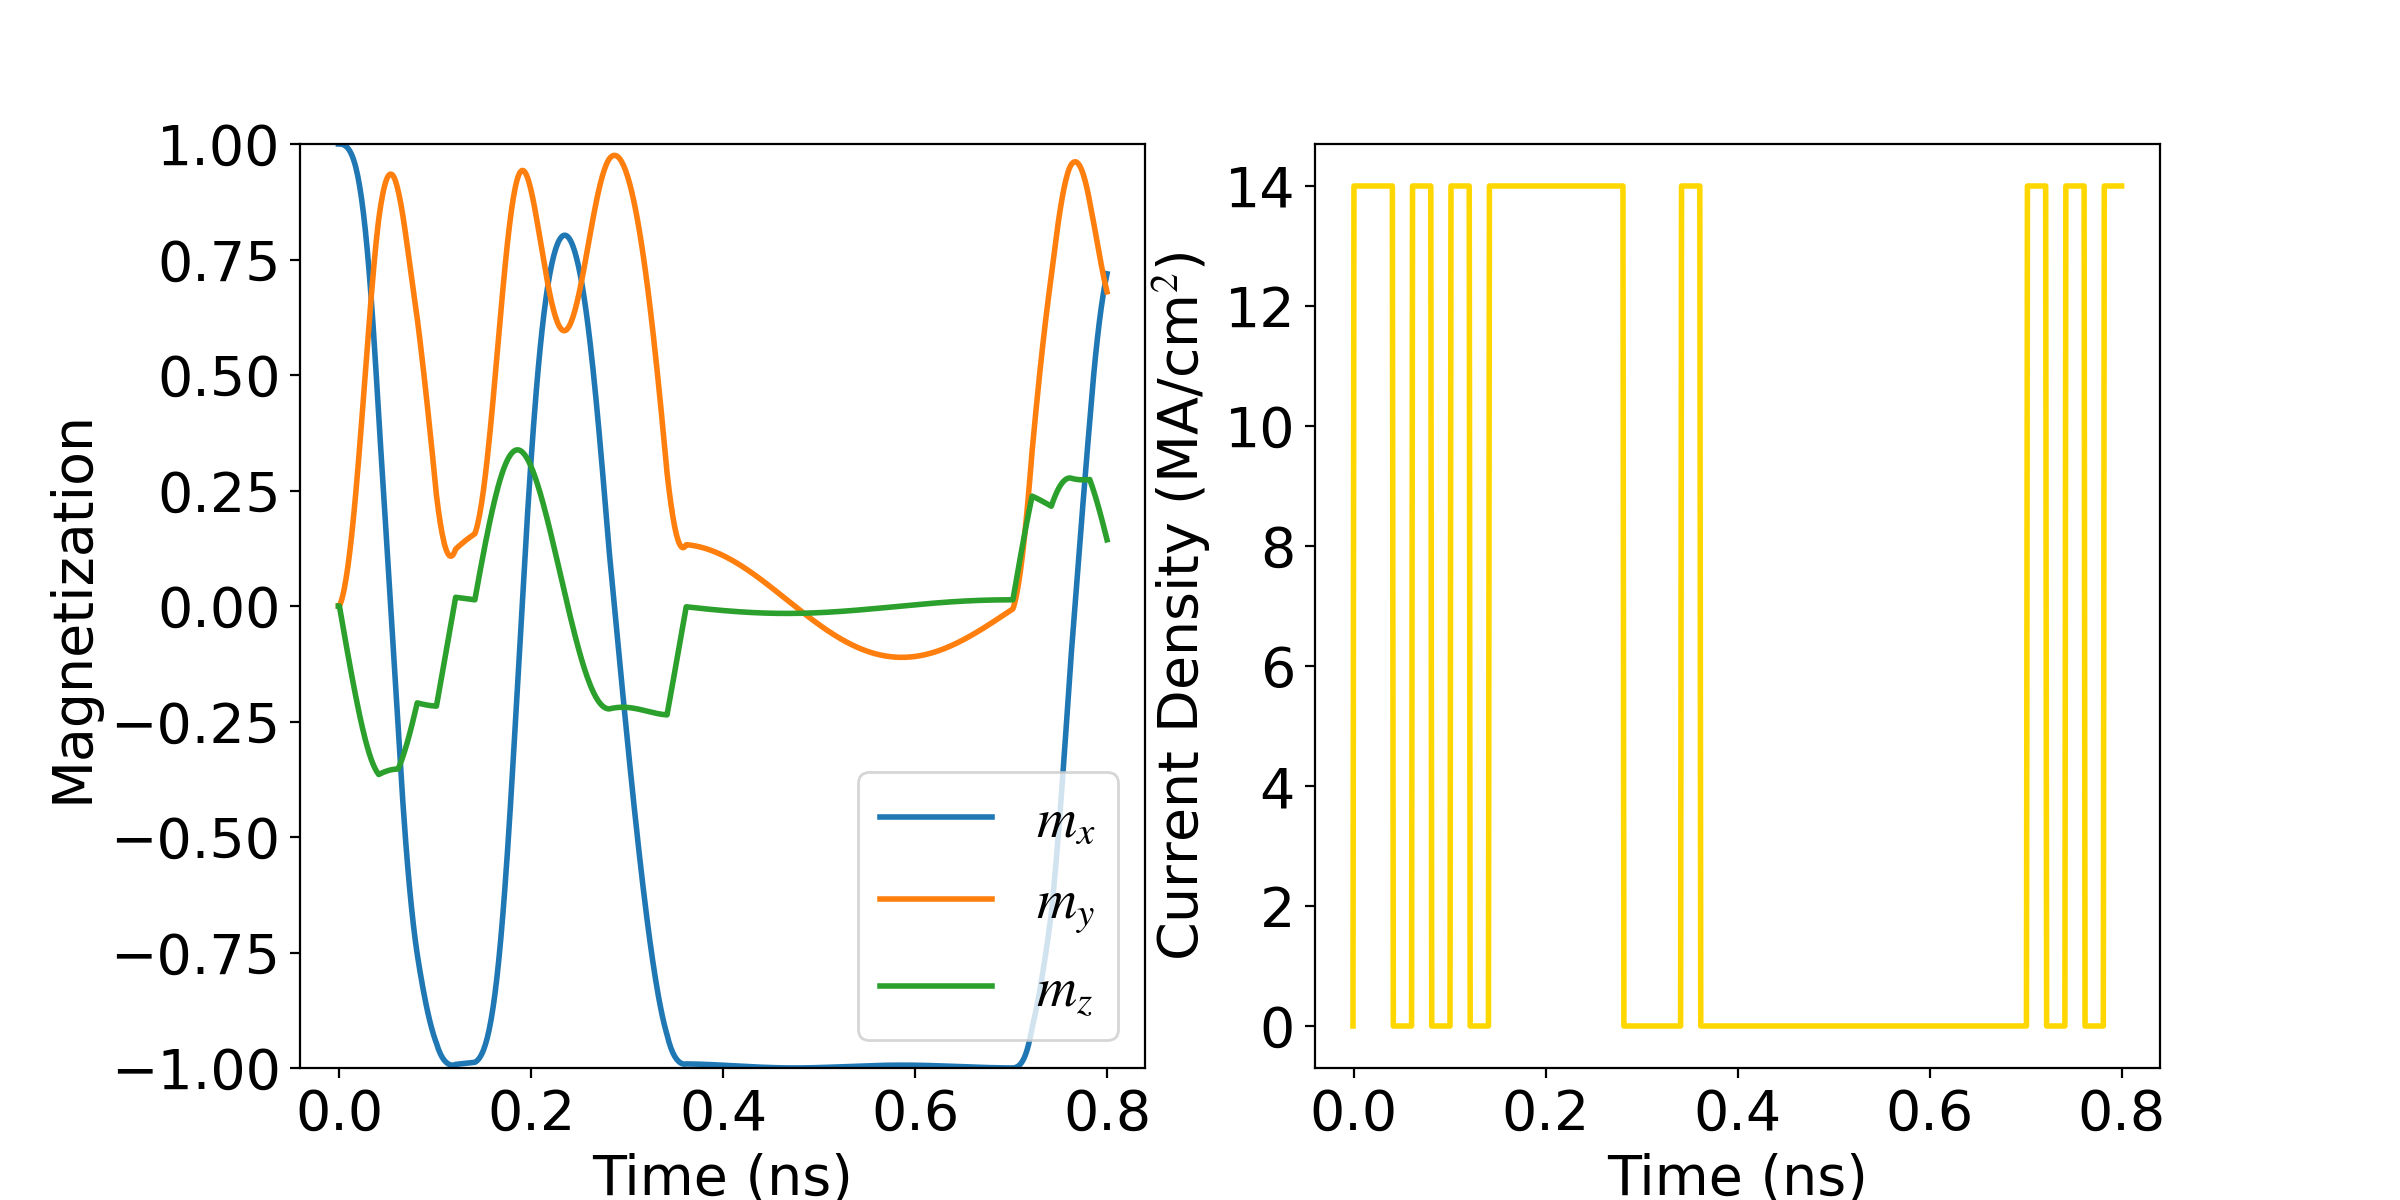 1.00
0.75
0.50
0.25
0.00
−0.25
−0.50
−0.75
−1.00
Magnetization
0.0 0.2 0.4 0.6 0.8
Time (ns)
m_x
m_y
m_z
14
12
10
8
6
4
2
0
Current Density (MA/cm²)
0.0 0.2 0.4 0.6 0.8
Time (ns)